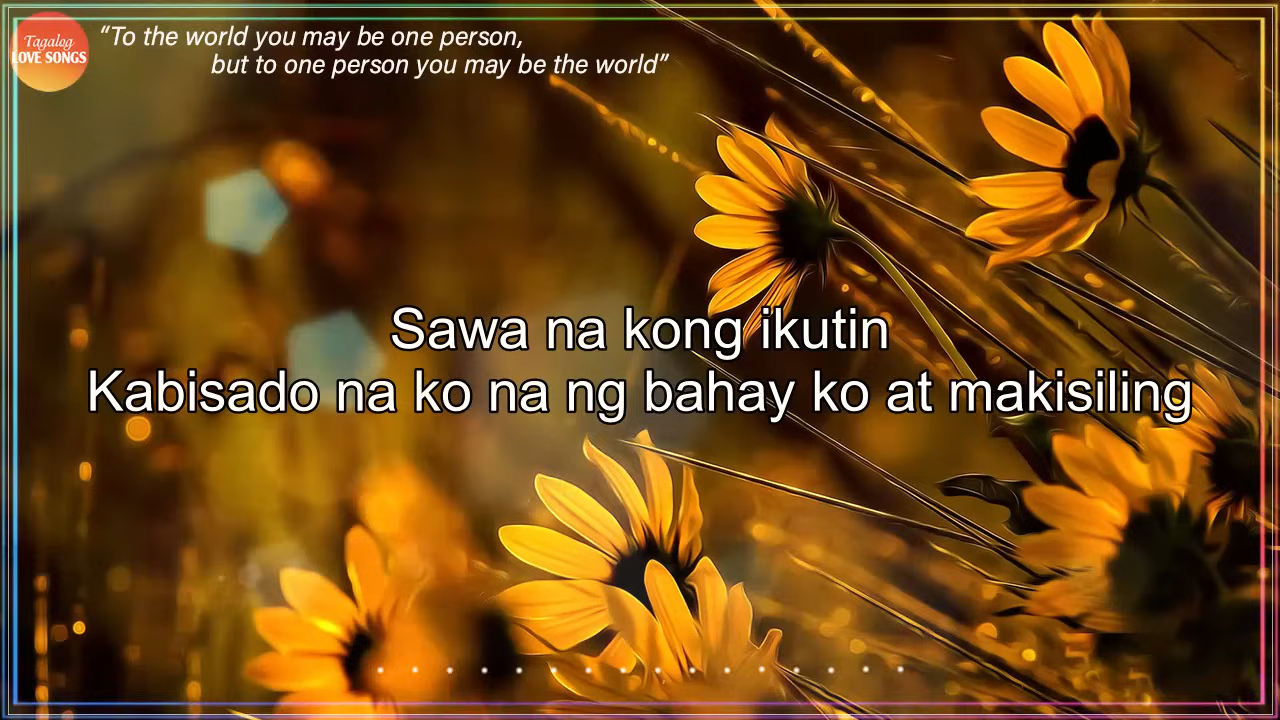 Tagalog
LOVE SONGS
“To the world you may be one person,
but to one person you may be the world”
Sawa na kong ikutin
Kabisado na ko na ng bahay ko at makisiling